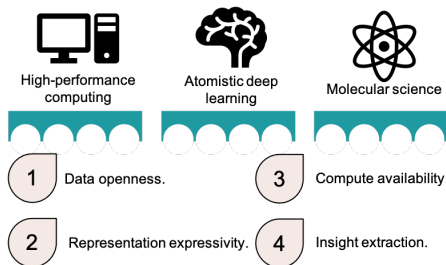 High-performance
computing
Atomistic deep
learning
Molecular science
1 Data openness.
3 Compute availability
2 Representation expressivity.
4 Insight extraction.